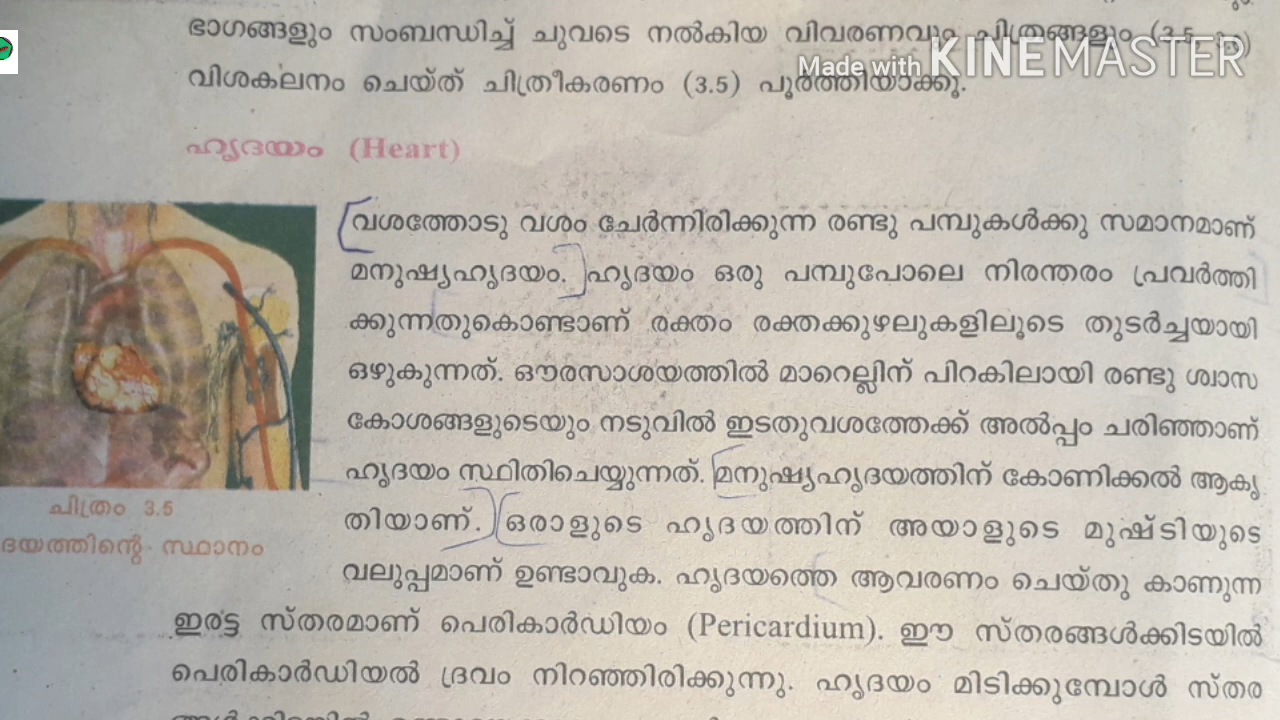 ഭാഗങ്ങളും സംബന്ധിച്ച് ചുവടെ നൽകിയ വിവരണവും ചിത്രങ്ങളും (3.5
Made with KINEMASTER
വിശകലനം ചെയ്ത് ചിത്രീകരണം (3.5) പൂർത്തിയാക്കൂ.
ഹൃദയം (Heart)
വശത്തോടു വശം ചേർന്നിരിക്കുന്ന രണ്ടു പമ്പുകൾക്കു സമാനമാണ്
മനുഷ്യഹൃദയം. ഹൃദയം ഒരു പമ്പുപോലെ നിരന്തരം പ്രവർത്തി
ക്കുന്നതുകൊണ്ടാണ് രക്തം രക്തക്കുഴലുകളിലൂടെ തുടർച്ചയായി
ഒഴുകുന്നത്. ഔരസാശയത്തിൽ മാറെല്ലിന് പിറകിലായി രണ്ടു ശ്വാസ
കോശങ്ങളുടെയും നടുവിൽ ഇടതുവശത്തേക്ക് അൽപ്പം ചരിഞ്ഞാണ്
ഹൃദയം സ്ഥിതിചെയ്യുന്നത്. മനുഷ്യഹൃദയത്തിന് കോണിക്കൽ ആകൃ
തിയാണ്. ഒരാളുടെ ഹൃദയത്തിന് അയാളുടെ മുഷ്ടിയുടെ
വലുപ്പമാണ് ഉണ്ടാവുക. ഹൃദയത്തെ ആവരണം ചെയ്തു കാണുന്ന
ഇരട്ട സ്തരമാണ് പെരികാർഡിയം (Pericardium). ഈ സ്തരങ്ങൾക്കിടയിൽ
പെരികാർഡിയൽ ദ്രവം നിറഞ്ഞിരിക്കുന്നു. ഹൃദയം മിടിക്കുമ്പോൾ സ്തര
ചിത്രം 3.5
ദയത്തിന്റെ സ്ഥാനം